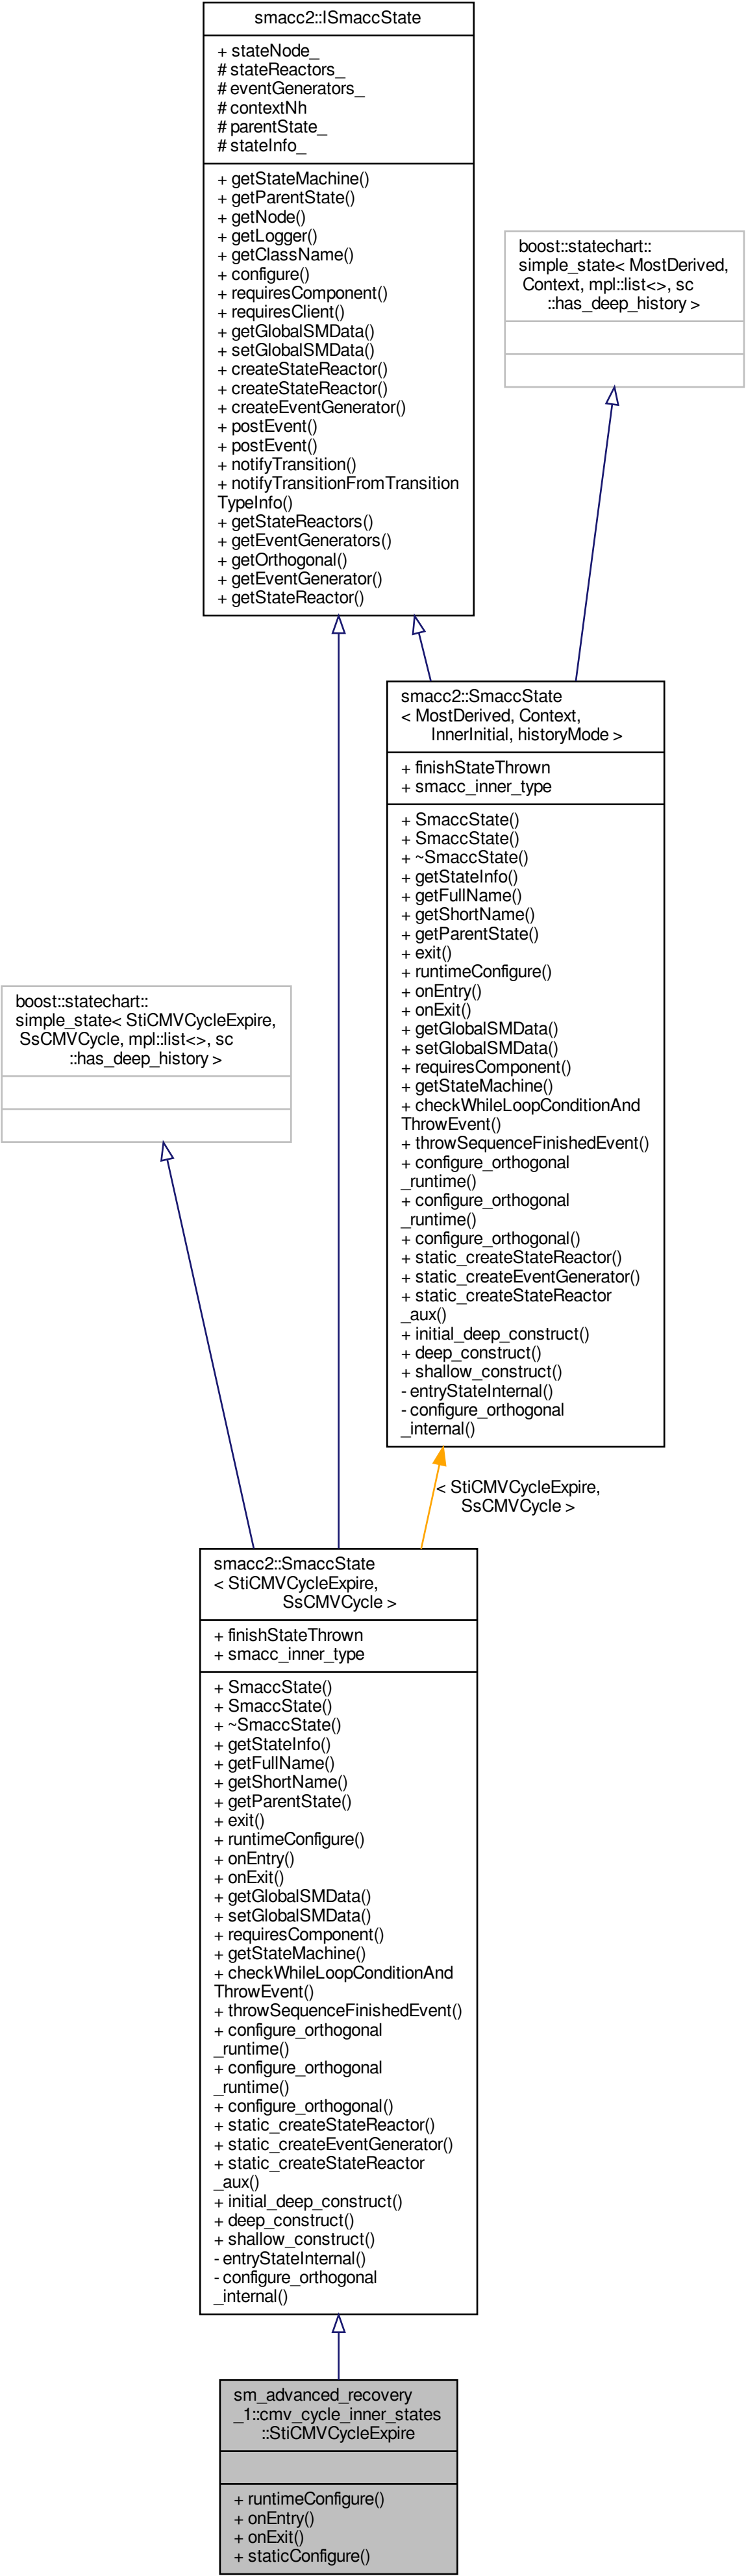 smacc2::ISmaccState
+ stateNode_
# stateReactors_
# eventGenerators_
# contextNh
# parentState_
# stateInfo_
+ getStateMachine()
+ getParentState()
+ getNode()
+ getLogger()
+ getClassName()
+ configure()
+ requiresComponent()
+ requiresClient()
+ getGlobalSMData()
+ setGlobalSMData()
+ createStateReactor()
+ createStateReactor()
+ createEventGenerator()
+ postEvent()
+ postEvent()
+ notifyTransition()
+ notifyTransitionFromTransition
TypeInfo()
+ getStateReactors()
+ getEventGenerators()
+ getOrthogonal()
+ getEventGenerator()
+ getStateReactor()
boost::statechart::
simple_state< MostDerived,
Context, mpl::list<>, sc
::has_deep_history >
smacc2::SmaccState
< MostDerived, Context,
InnerInitial, historyMode >
+ finishStateThrown
+ smacc_inner_type
+ SmaccState()
+ SmaccState()
+ ~SmaccState()
+ getStateInfo()
+ getFullName()
+ getShortName()
+ getParentState()
+ exit()
+ runtimeConfigure()
+ onEntry()
+ onExit()
+ getGlobalSMData()
+ setGlobalSMData()
+ requiresComponent()
+ getStateMachine()
+ checkWhileLoopConditionAnd
ThrowEvent()
+ throwSequenceFinishedEvent()
+ configure_orthogonal
_runtime()
+ configure_orthogonal
_runtime()
+ configure_orthogonal()
+ static_createStateReactor()
+ static_createEventGenerator()
+ static_createStateReactor
_aux()
+ initial_deep_construct()
+ deep_construct()
+ shallow_construct()
- entryStateInternal()
- configure_orthogonal
_internal()
boost::statechart::
simple_state< StiCMVCycleExpire,
SsCMVCycle, mpl::list<>, sc
::has_deep_history >
< StiCMVCycleExpire,
SsCMVCycle >
smacc2::SmaccState
< StiCMVCycleExpire,
SsCMVCycle >
+ finishStateThrown
+ smacc_inner_type
+ SmaccState()
+ SmaccState()
+ ~SmaccState()
+ getStateInfo()
+ getFullName()
+ getShortName()
+ getParentState()
+ exit()
+ runtimeConfigure()
+ onEntry()
+ onExit()
+ getGlobalSMData()
+ setGlobalSMData()
+ requiresComponent()
+ getStateMachine()
+ checkWhileLoopConditionAnd
ThrowEvent()
+ throwSequenceFinishedEvent()
+ configure_orthogonal
_runtime()
+ configure_orthogonal
_runtime()
+ configure_orthogonal()
+ static_createStateReactor()
+ static_createEventGenerator()
+ static_createStateReactor
_aux()
+ initial_deep_construct()
+ deep_construct()
+ shallow_construct()
- entryStateInternal()
- configure_orthogonal
_internal()
sm_advanced_recovery
_1::cmv_cycle_inner_states
::StiCMVCycleExpire
+ runtimeConfigure()
+ onEntry()
+ onExit()
+ staticConfigure()